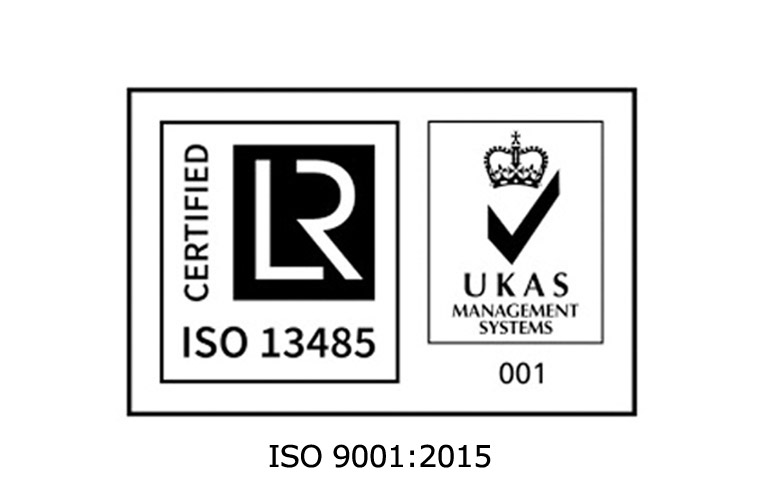 CERTIFIED
LR
ISO 13485
UKAS
MANAGEMENT
SYSTEMS
001
ISO 9001:2015